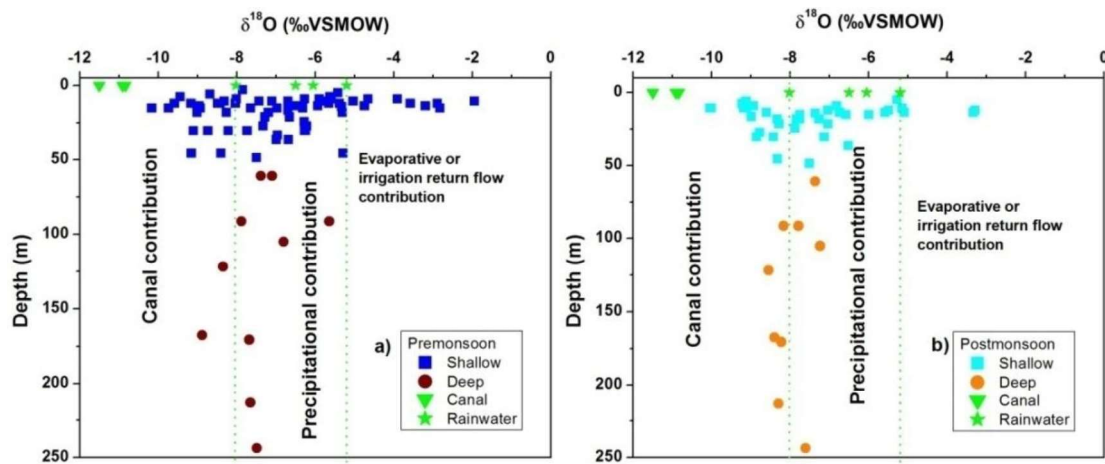 δ¹⁸O (‰VSMOW)
-12 -10 -8 -6 -4 -2 0
0
50
100
150
200
250
Depth (m)
Canal contribution
Precipitational contribution
Evaporative or
irrigation return flow
contribution
a)
Premonsoon
Shallow
Deep
Canal
Rainwater
δ¹⁸O (‰VSMOW)
-12 -10 -8 -6 -4 -2 0
0
50
100
150
200
250
Depth (m)
Canal contribution
Precipitational contribution
Evaporative or
irrigation return flow
contribution
b)
Postmonsoon
Shallow
Deep
Canal
Rainwater